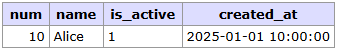 num name is_active created_at
10 Alice 1 2025-01-01 10:00:00